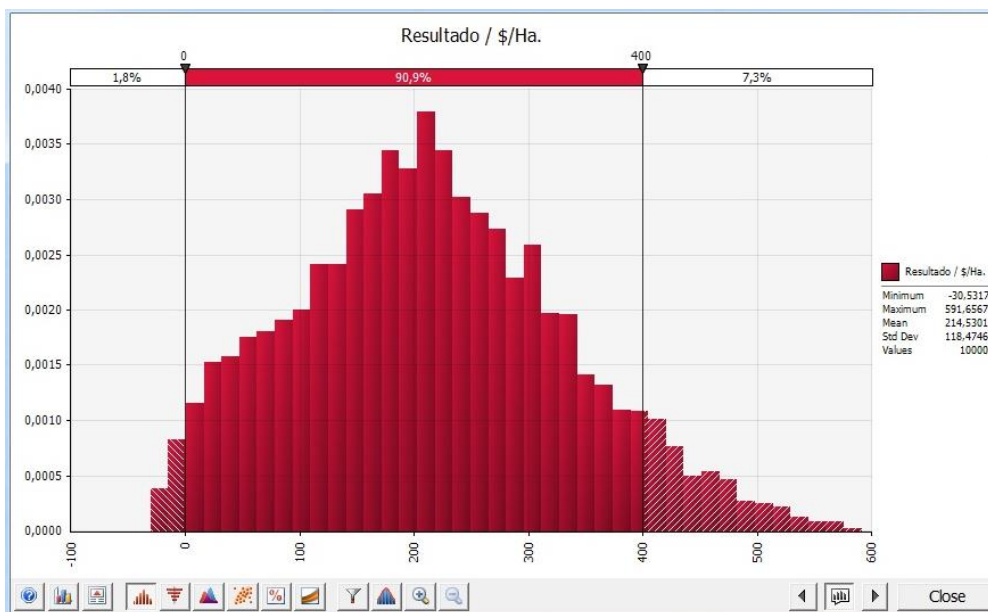 Resultado / $/Ha.
0 400
1,8% 90,9% 7,3%
0,0040
0,0035
0,0030
0,0025
0,0020
0,0015
0,0010
0,0005
0,0000
-100 0 100 200 300 400 500 600
Resultado / $/Ha.
Minimum -30,5317
Maximum 591,6567
Mean 214,5301
Std Dev 118,4746
Values 10000
Close